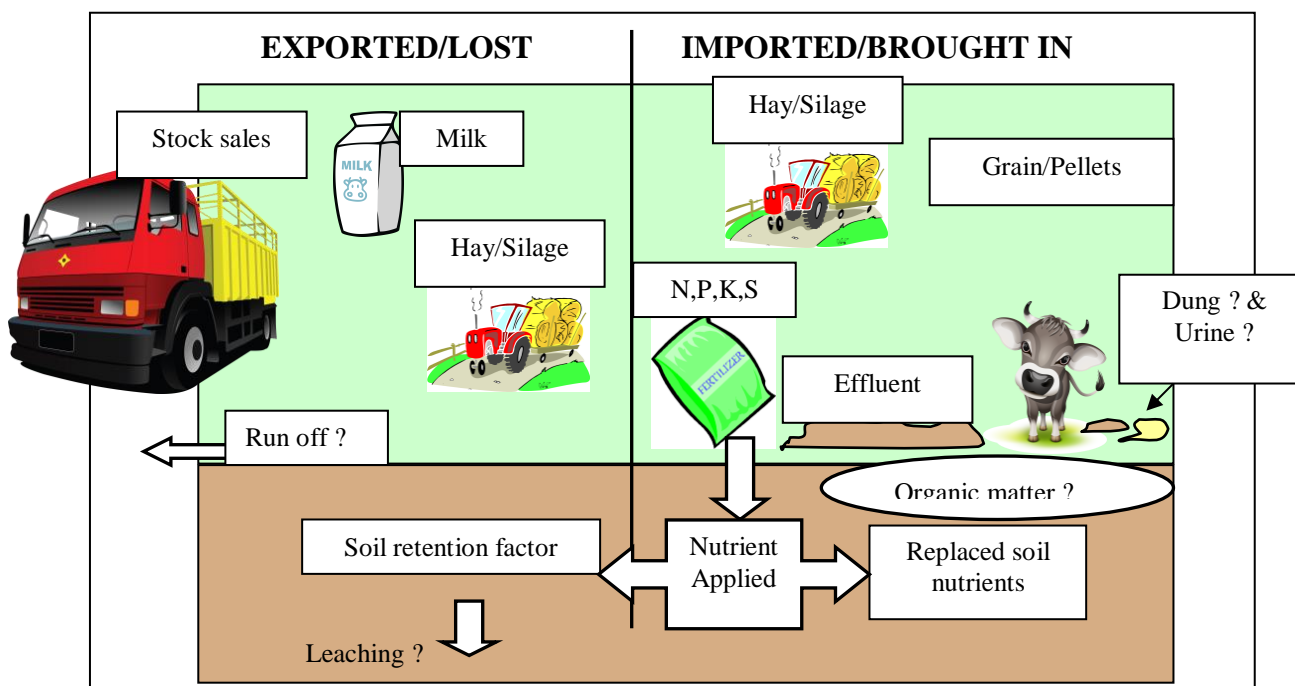 EXPORTED/LOST
IMPORTED/BROUGHT IN
Stock sales
MILK
Milk
Hay/Silage
Hay/Silage
Grain/Pellets
N,P,K,S
FERTILIZER
Dung ? &
Urine ?
Effluent
Run off ?
Organic matter ?
Soil retention factor
Nutrient
Applied
Replaced soil
nutrients
Leaching ?